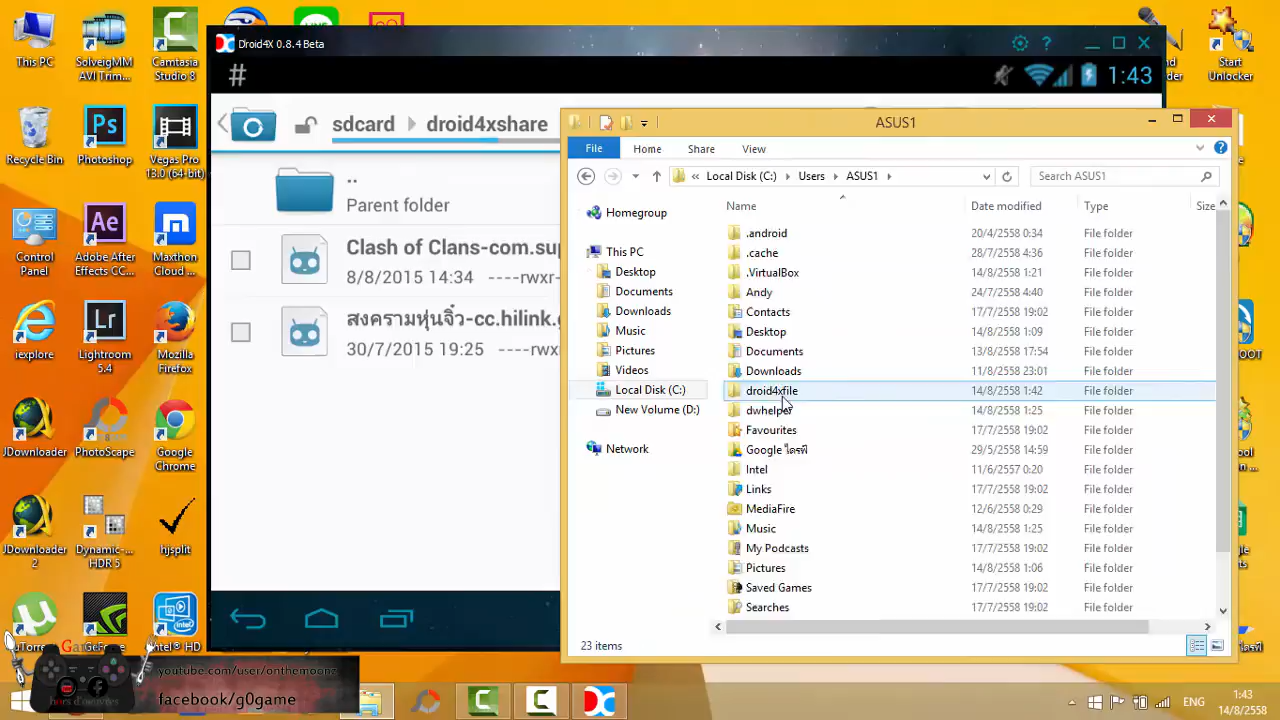 This PC
SolveigMM
AVI Trim...
Camtasia
Studio 8
Recycle Bin
Photoshop
Vegas Pro
13.0 (64-bit)
Control
Panel
Adobe After
Effects CC...
Maxthon
Cloud ...
iexplore
Lightroom
5.4
Mozilla
Firefox
JDownloader
PhotoScape
Google
Chrome
JDownloader
2
Dynamic-...
HDR 5
hjsplit
Intel® HD
Start
Unlocker
Droid4X 0.8.4 Beta
?
#
1:43
sdcard
droid4xshare
..
Parent folder
Clash of Clans-com.sup
8/8/2015 14:34 ----rwxr-
สงครามหุ่นจิ๋ว-cc.hilink.g
30/7/2015 19:25 ----rwx
ASUS1
File Home Share View
« Local Disk (C:) Users ASUS1
Search ASUS1
Homegroup
This PC
Desktop
Documents
Downloads
Music
Pictures
Videos
Local Disk (C:)
New Volume (D:)
Network
Name Date modified Type Size
.android 20/4/2558 0:34 File folder
.cache 28/7/2558 4:36 File folder
.VirtualBox 14/8/2558 1:21 File folder
Andy 24/7/2558 4:40 File folder
Contacts 17/7/2558 19:02 File folder
Desktop 14/8/2558 1:09 File folder
Documents 13/8/2558 17:54 File folder
Downloads 11/8/2558 23:01 File folder
droid4xfile 14/8/2558 1:42 File folder
dwhelper 14/8/2558 1:25 File folder
Favourites 17/7/2558 19:02 File folder
Google ไดรฟ์ 29/5/2558 14:59 File folder
Intel 11/6/2557 0:20 File folder
Links 17/7/2558 19:02 File folder
MediaFire 12/6/2558 0:29 File folder
Music 14/8/2558 1:25 File folder
My Podcasts 17/7/2558 19:02 File folder
Pictures 14/8/2558 1:06 File folder
Saved Games 17/7/2558 19:02 File folder
Searches 17/7/2558 19:02 File folder
23 items
youtube.com/user/onthemoonz
facebook/g0game
ENG
1:43
14/8/2558